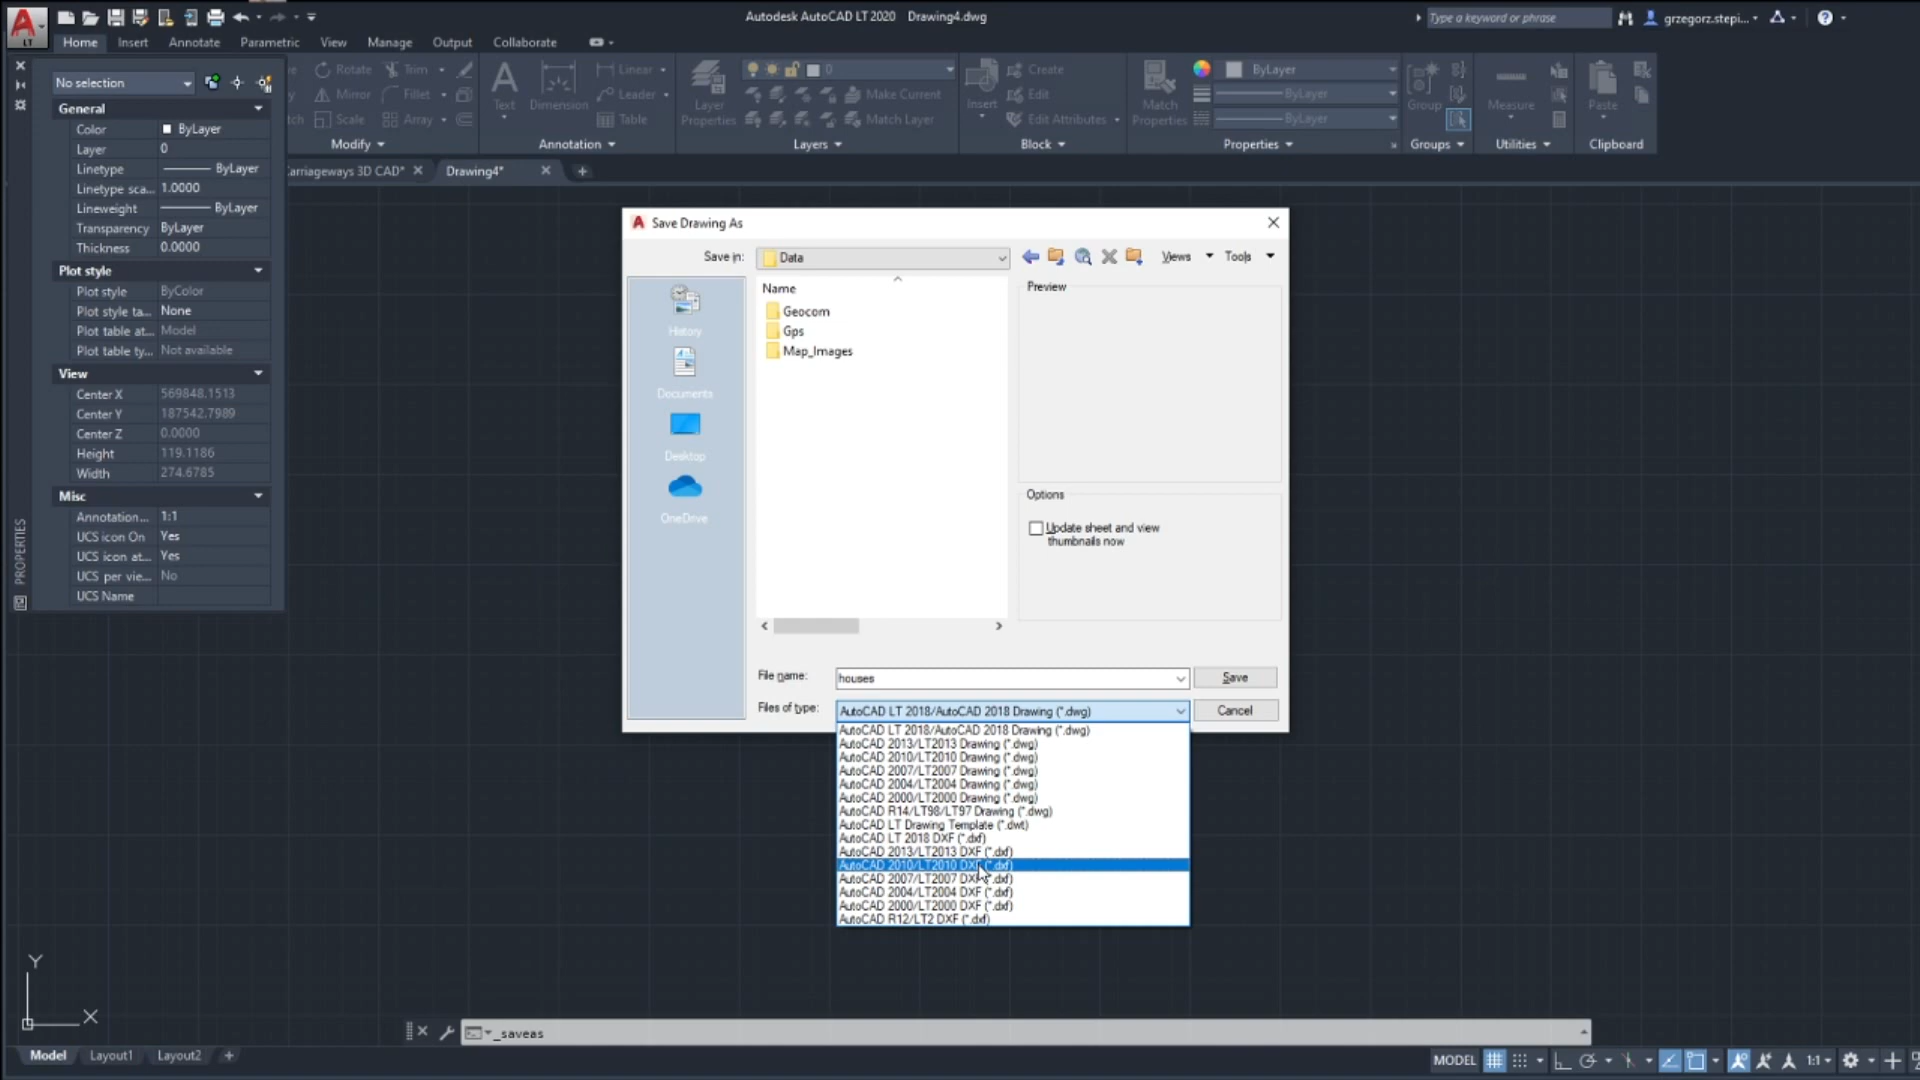 Autodesk AutoCAD LT 2020 Drawing4.dwg
Type a keyword or phrase
grzegorz.stepi...
LT
Home Insert Annotate Parametric View Manage Output Collaborate
No selection
Rotate Trim
Mirror Fillet
Scale Array
Modify
Text
Dimension
Linear
Leader
Table
Annotation
Layer
Properties
0
Make Current
Match Layer
Layers
Insert
Create
Edit
Edit Attributes
Block
Match
Properties
ByLayer
ByLayer
ByLayer
Properties
Group
Groups
Measure
Utilities
Paste
Clipboard
arriageways 3D CAD* Drawing4*
General
Color ByLayer
Layer 0
Linetype ByLayer
Linetype sca... 1.0000
Lineweight ByLayer
Transparency ByLayer
Thickness 0.0000
Plot style
Plot style ByColor
Plot style ta... None
Plot table at... Model
Plot table ty... Not available
View
Center X 569848.1513
Center Y 187542.7989
Center Z 0.0000
Height 119.1186
Width 274.6785
Misc
Annotation... 1:1
UCS icon On Yes
UCS icon at... Yes
UCS per vie... No
UCS Name
PROPERTIES
Save Drawing As
Save in: Data
Views Tools
History
Documents
Desktop
OneDrive
Name
Geocom
Gps
Map_Images
Preview
Options
Update sheet and view
thumbnails now
File name: houses
Save
Files of type: AutoCAD LT 2018/AutoCAD 2018 Drawing (*.dwg)
Cancel
AutoCAD LT 2018/AutoCAD 2018 Drawing (*.dwg)
AutoCAD 2013/LT2013 Drawing (*.dwg)
AutoCAD 2010/LT2010 Drawing (*.dwg)
AutoCAD 2007/LT2007 Drawing (*.dwg)
AutoCAD 2004/LT2004 Drawing (*.dwg)
AutoCAD 2000/LT2000 Drawing (*.dwg)
AutoCAD R14/LT98/LT97 Drawing (*.dwg)
AutoCAD LT Drawing Template (*.dwt)
AutoCAD LT 2018 DXF (*.dxf)
AutoCAD 2013/LT2013 DXF (*.dxf)
AutoCAD 2010/LT2010 DXF (*.dxf)
AutoCAD 2007/LT2007 DXF (*.dxf)
AutoCAD 2004/LT2004 DXF (*.dxf)
AutoCAD 2000/LT2000 DXF (*.dxf)
AutoCAD R12/LT2 DXF (*.dxf)
Y
X
_saveas
Model Layout1 Layout2
MODEL
1:1